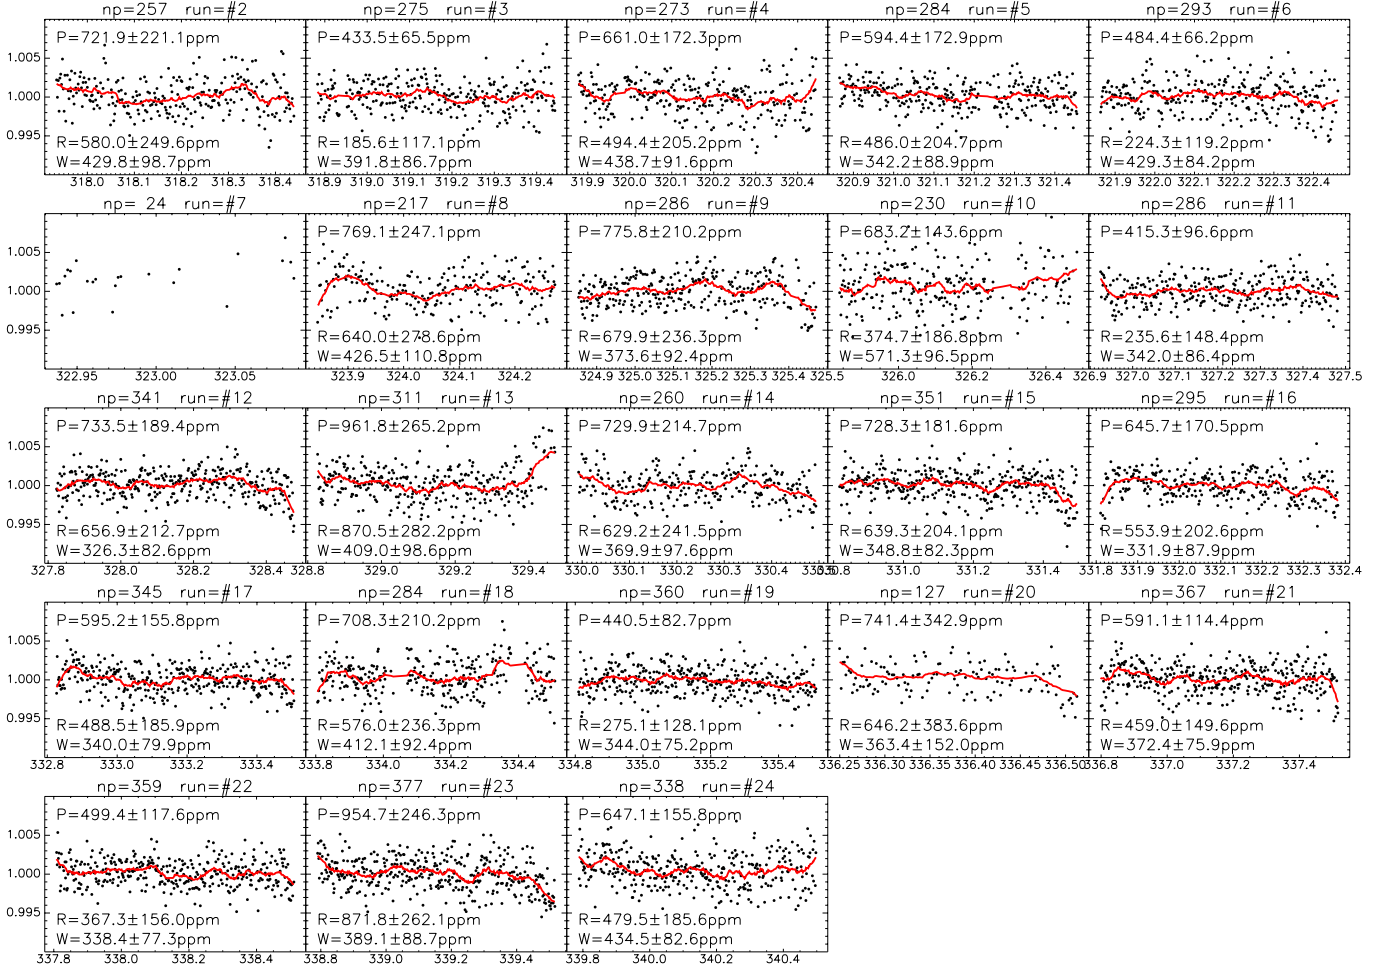 np=257 run=#2 np=275 run=#3 np=273 run=#4 np=284 run=#5 np=293 run=#6
P=721.9±221.1ppm P=433.5±65.5ppm P=661.0±172.3ppm P=594.4±172.9ppm P=484.4±66.2ppm
1.005
1.000
0.995
R=580.0±249.6ppm R=185.6±117.1ppm R=494.4±205.2ppm R=486.0±204.7ppm R=224.3±119.2ppm
W=429.8±98.7ppm W=391.8±86.7ppm W=438.7±91.6ppm W=342.2±88.9ppm W=429.3±84.2ppm
318.0 318.1 318.2 318.3 318.4 318.9 319.0 319.1 319.2 319.3 319.4 319.9 320.0 320.1 320.2 320.3 320.4 320.9 321.0 321.1 321.2 321.3 321.4 321.9 322.0 322.1 322.2 322.3 322.4
np= 24 run=#7 np=217 run=#8 np=286 run=#9 np=230 run=#10 np=286 run=#11
P=769.1±247.1ppm P=775.8±210.2ppm P=683.2±143.6ppm P=415.3±96.6ppm
1.005
1.000
0.995
R=640.0±278.6ppm R=679.9±236.3ppm R=374.7±186.8ppm R=235.6±148.4ppm
W=426.5±110.8ppm W=373.6±92.4ppm W=571.3±96.5ppm W=342.0±86.4ppm
322.95 323.00 323.05 323.9 324.0 324.1 324.2 324.9 325.0 325.1 325.2 325.3 325.4 325.5 326.0 326.2 326.4 326.9 327.0 327.1 327.2 327.3 327.4 327.5
np=341 run=#12 np=311 run=#13 np=260 run=#14 np=351 run=#15 np=295 run=#16
P=733.5±189.4ppm P=961.8±265.2ppm P=729.9±214.7ppm P=728.3±181.6ppm P=645.7±170.5ppm
1.005
1.000
0.995
R=656.9±212.7ppm R=870.5±282.2ppm R=629.2±241.5ppm R=639.3±204.1ppm R=553.9±202.6ppm
W=326.3±82.6ppm W=409.0±98.6ppm W=369.9±97.6ppm W=348.8±82.3ppm W=331.9±87.9ppm
327.8 328.0 328.2 328.4 328.8 329.0 329.2 329.4 330.0 330.1 330.2 330.3 330.4 330.8 331.0 331.2 331.4 331.8 331.9 332.0 332.1 332.2 332.3 332.4
np=345 run=#17 np=284 run=#18 np=360 run=#19 np=127 run=#20 np=367 run=#21
P=595.2±155.8ppm P=708.3±210.2ppm P=440.5±82.7ppm P=741.4±342.9ppm P=591.1±114.4ppm
1.005
1.000
0.995
R=488.5±185.9ppm R=576.0±236.3ppm R=275.1±128.1ppm R=646.2±383.6ppm R=459.0±149.6ppm
W=340.0±79.9ppm W=412.1±92.4ppm W=344.0±75.2ppm W=363.4±152.0ppm W=372.4±75.9ppm
332.8 333.0 333.2 333.4 333.8 334.0 334.2 334.4 334.8 335.0 335.2 335.4 336.25 336.30 336.35 336.40 336.45 336.50 336.8 337.0 337.2 337.4
np=359 run=#22 np=377 run=#23 np=338 run=#24
P=499.4±117.6ppm P=954.7±246.3ppm P=647.1±155.8ppm
1.005
1.000
0.995
R=367.3±156.0ppm R=871.8±262.1ppm R=479.5±185.6ppm
W=338.4±77.3ppm W=389.1±88.7ppm W=434.5±82.6ppm
337.8 338.0 338.2 338.4 338.8 339.0 339.2 339.4 339.8 340.0 340.2 340.4